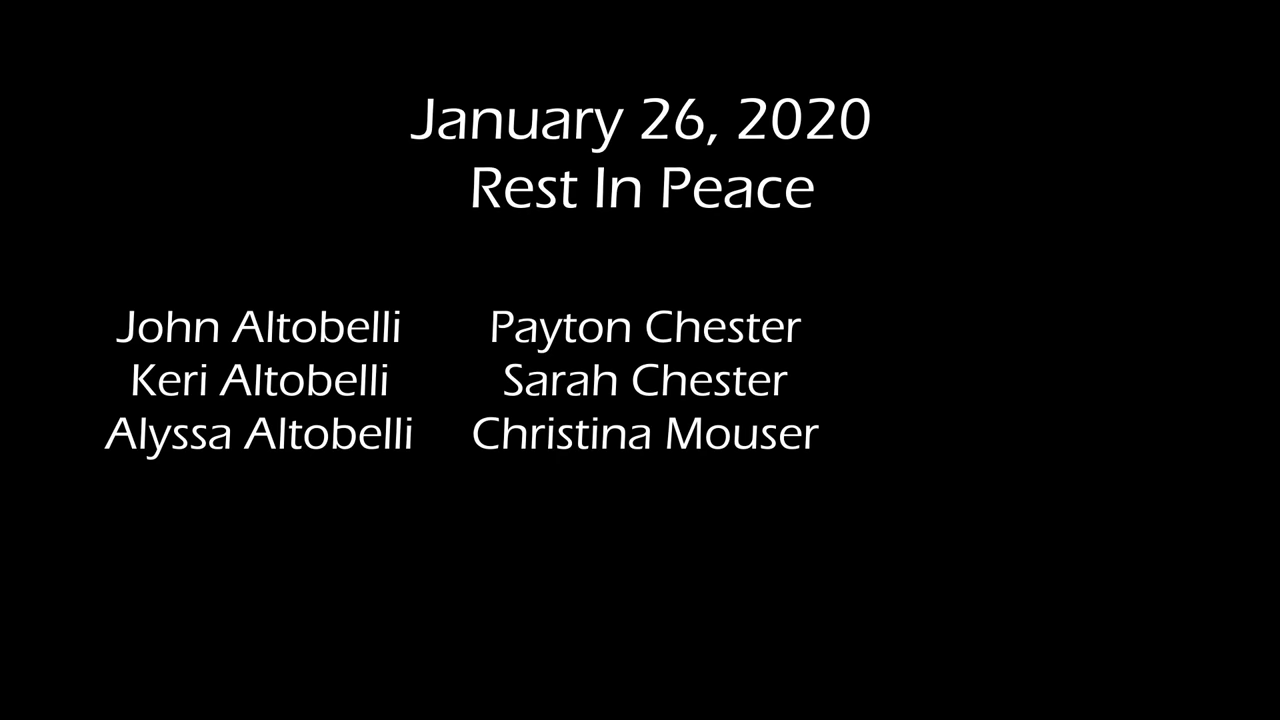 January 26, 2020
Rest In Peace
John Altobelli
Keri Altobelli
Alyssa Altobelli
Payton Chester
Sarah Chester
Christina Mouser